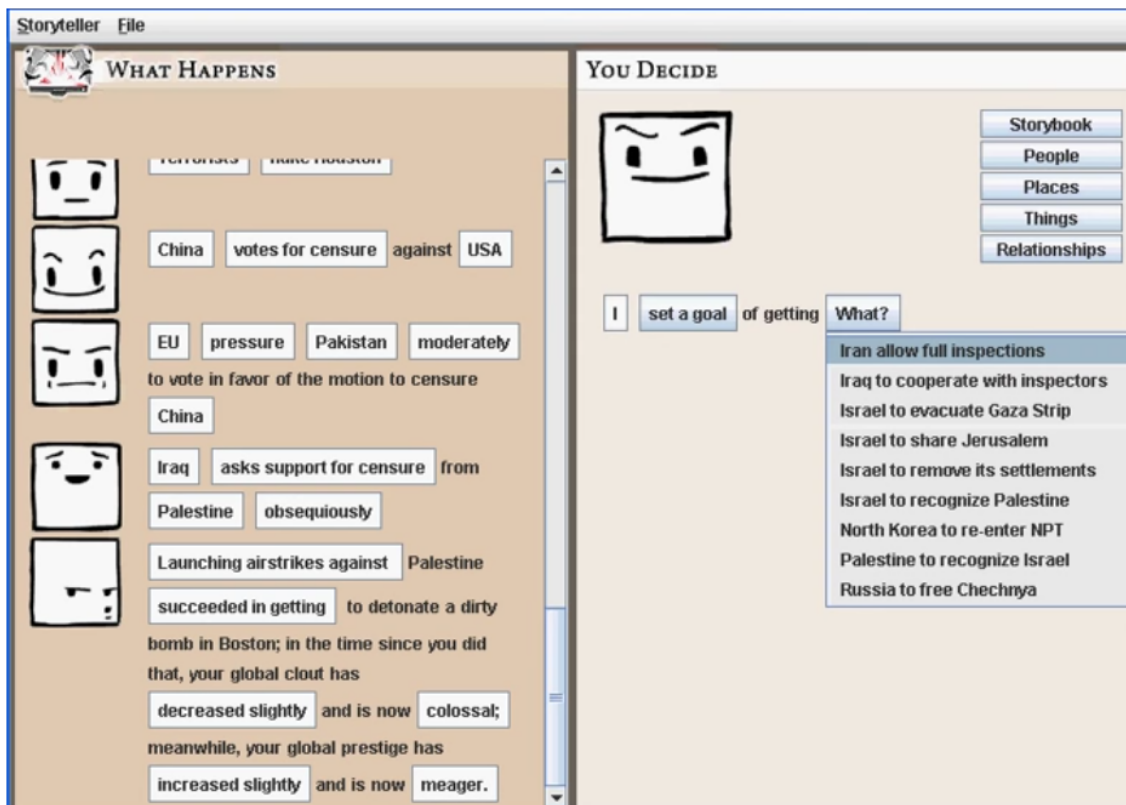 Storyteller File
WHAT HAPPENS
Terrorists nuke Houston
China votes for censure against USA
EU pressure Pakistan moderately
to vote in favor of the motion to censure
China
Iraq asks support for censure from
Palestine obsequiously
Launching airstrikes against Palestine
succeeded in getting to detonate a dirty
bomb in Boston; in the time since you did
that, your global clout has
decreased slightly and is now colossal;
meanwhile, your global prestige has
increased slightly and is now meager.
YOU DECIDE
Storybook
People
Places
Things
Relationships
I set a goal of getting What?
Iran allow full inspections
Iraq to cooperate with inspectors
Israel to evacuate Gaza Strip
Israel to share Jerusalem
Israel to remove its settlements
Israel to recognize Palestine
North Korea to re-enter NPT
Palestine to recognize Israel
Russia to free Chechnya